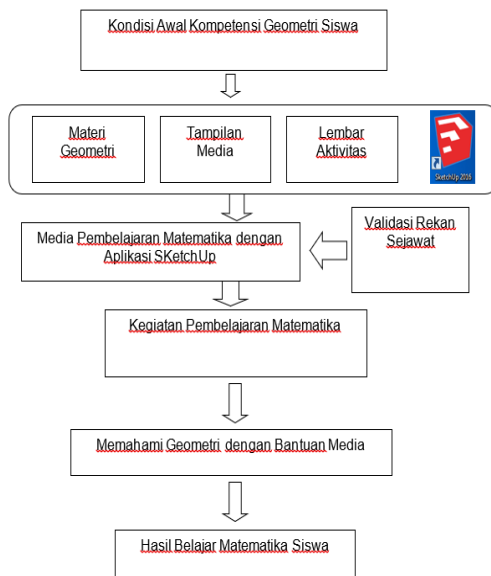 Kondisi Awal Kompetensi Geometri Siswa
Materi
Geometri
Tampilan
Media
Lembar
Aktivitas
SketchUp 2016
Media Pembelajaran Matematika dengan
Aplikasi SKetchUp
Validasi Rekan
Sejawat
Kegiatan Pembelajaran Matematika
Memahami Geometri dengan Bantuan Media
Hasil Belajar Matematika Siswa